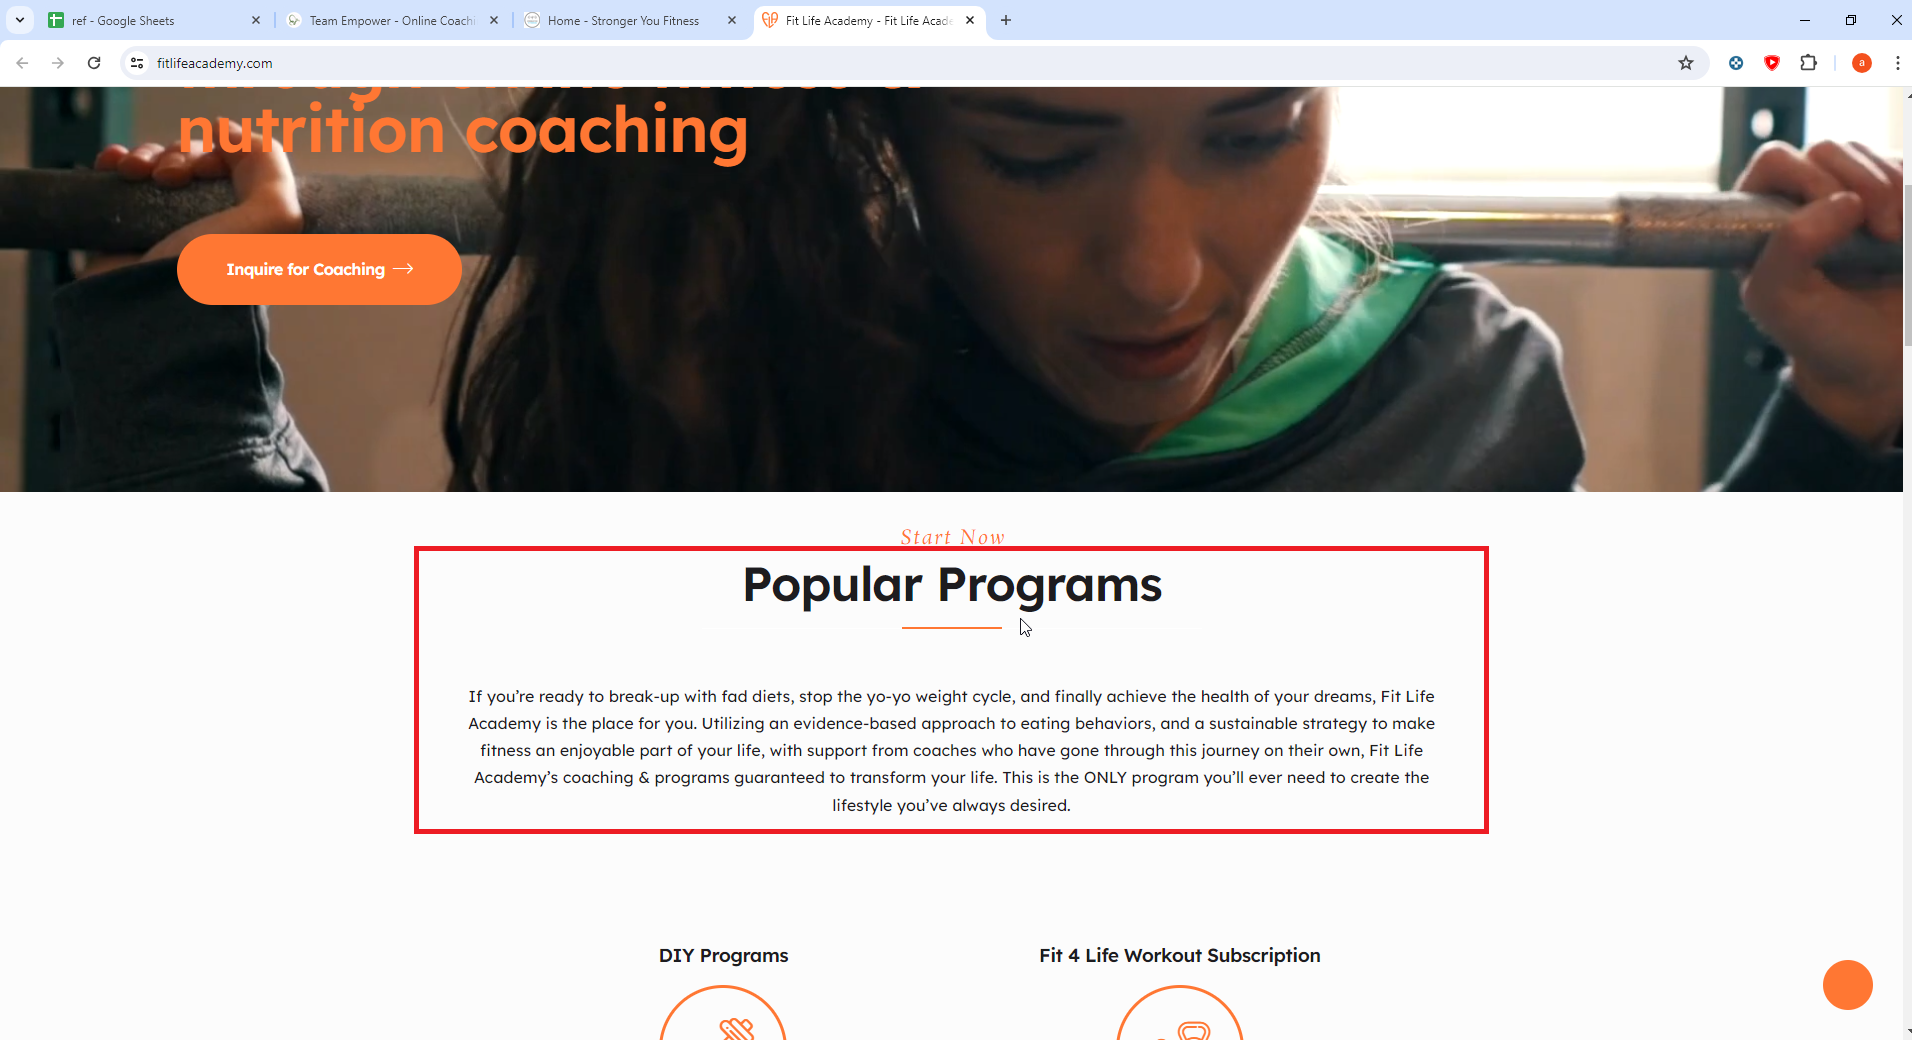 ref - Google Sheets
Team Empower - Online Coachi
Home - Stronger You Fitness
Fit Life Academy - Fit Life Acade
fitlifeacademy.com
a
nutrition coaching
Inquire for Coaching →
Start Now
Popular Programs
If you’re ready to break-up with fad diets, stop the yo-yo weight cycle, and finally achieve the health of your dreams, Fit Life
Academy is the place for you. Utilizing an evidence-based approach to eating behaviors, and a sustainable strategy to make
fitness an enjoyable part of your life, with support from coaches who have gone through this journey on their own, Fit Life
Academy’s coaching & programs guaranteed to transform your life. This is the ONLY program you’ll ever need to create the
lifestyle you’ve always desired.
DIY Programs
Fit 4 Life Workout Subscription